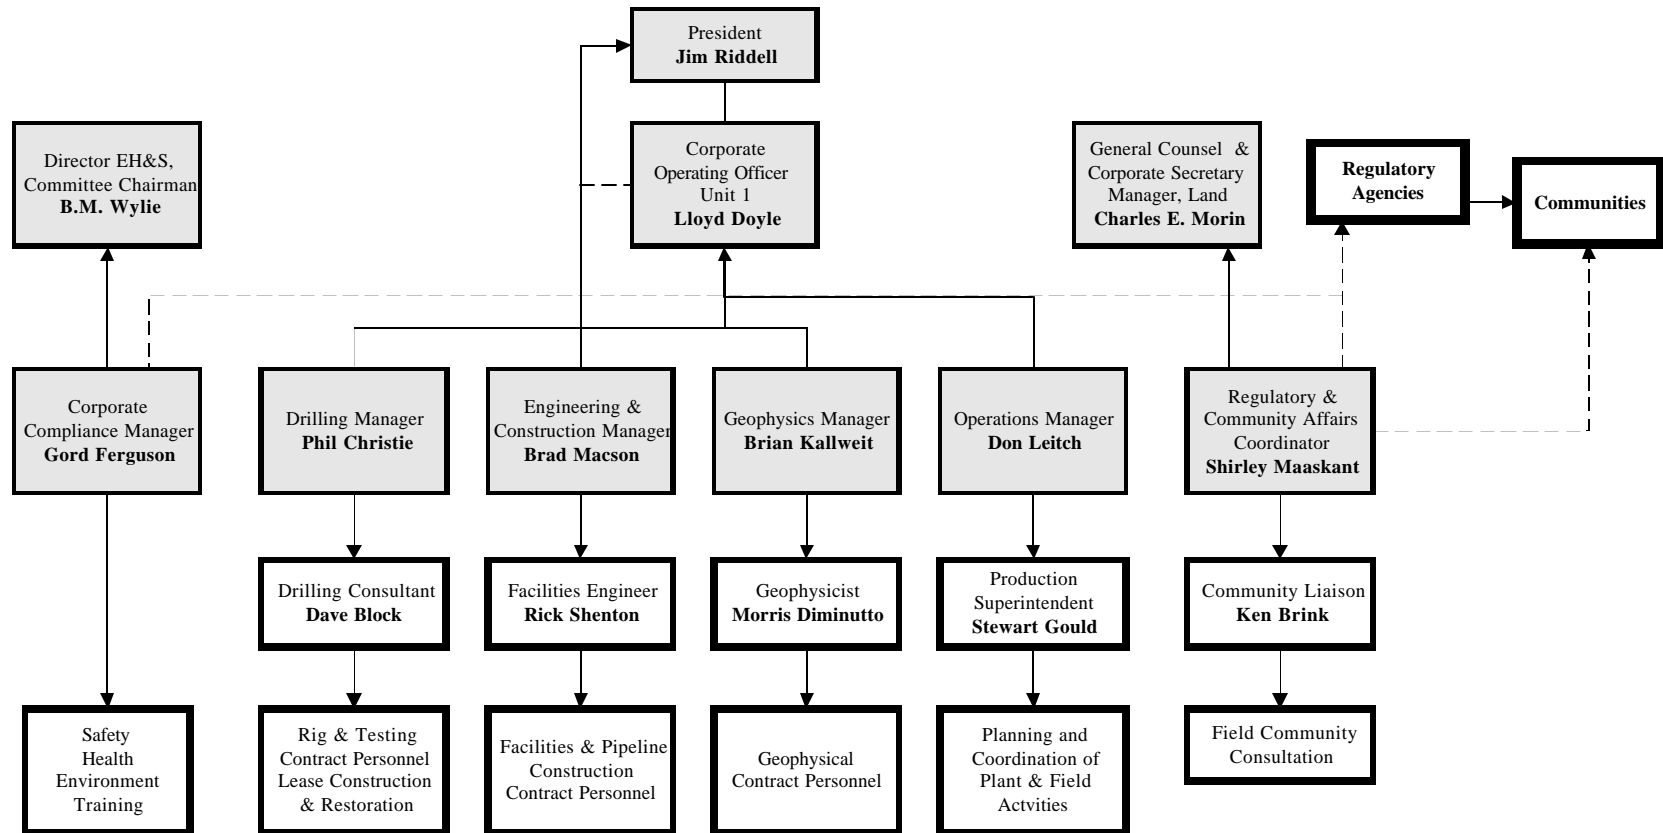 President
Jim Riddell
Director EH&S,
Committee Chairman
B.M. Wylie
Corporate
Operating Officer
Unit 1
Lloyd Doyle
General Counsel &
Corporate Secretary
Manager, Land
Charles E. Morin
Regulatory
Agencies
Communities
Corporate
Compliance Manager
Gord Ferguson
Drilling Manager
Phil Christie
Engineering &
Construction Manager
Brad Macson
Geophysics Manager
Brian Kallweit
Operations Manager
Don Leitch
Regulatory &
Community Affairs
Coordinator
Shirley Maaskant
Drilling Consultant
Dave Block
Facilities Engineer
Rick Shenton
Geophysicist
Morris Diminutto
Production
Superintendent
Stewart Gould
Community Liaison
Ken Brink
Safety
Health
Environment
Training
Rig & Testing
Contract Personnel
Lease Construction
& Restoration
Facilities & Pipeline
Construction
Contract Personnel
Geophysical
Contract Personnel
Planning and
Coordination of
Plant & Field
Actvities
Field Community
Consultation